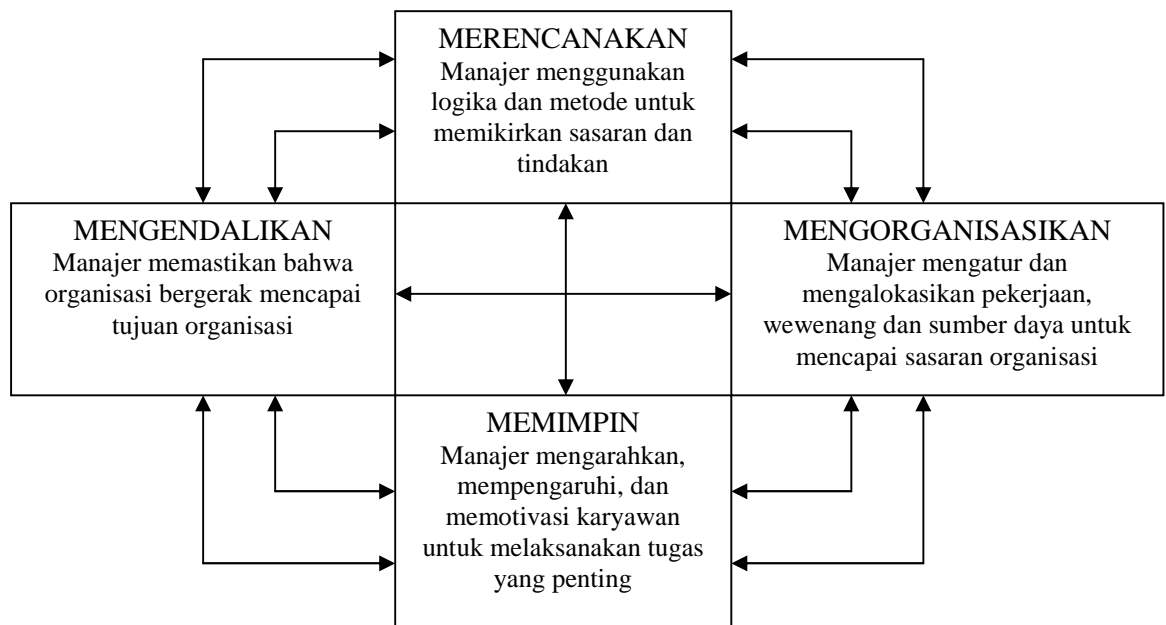 MERENCANAKAN
Manajer menggunakan
logika dan metode untuk
memikirkan sasaran dan
tindakan
MENGENDALIKAN
Manajer memastikan bahwa
organisasi bergerak mencapai
tujuan organisasi
MENGORGANISASIKAN
Manajer mengatur dan
mengalokasikan pekerjaan,
wewenang dan sumber daya untuk
mencapai sasaran organisasi
MEMIMPIN
Manajer mengarahkan,
mempengaruhi, dan
memotivasi karyawan
untuk melaksanakan tugas
yang penting